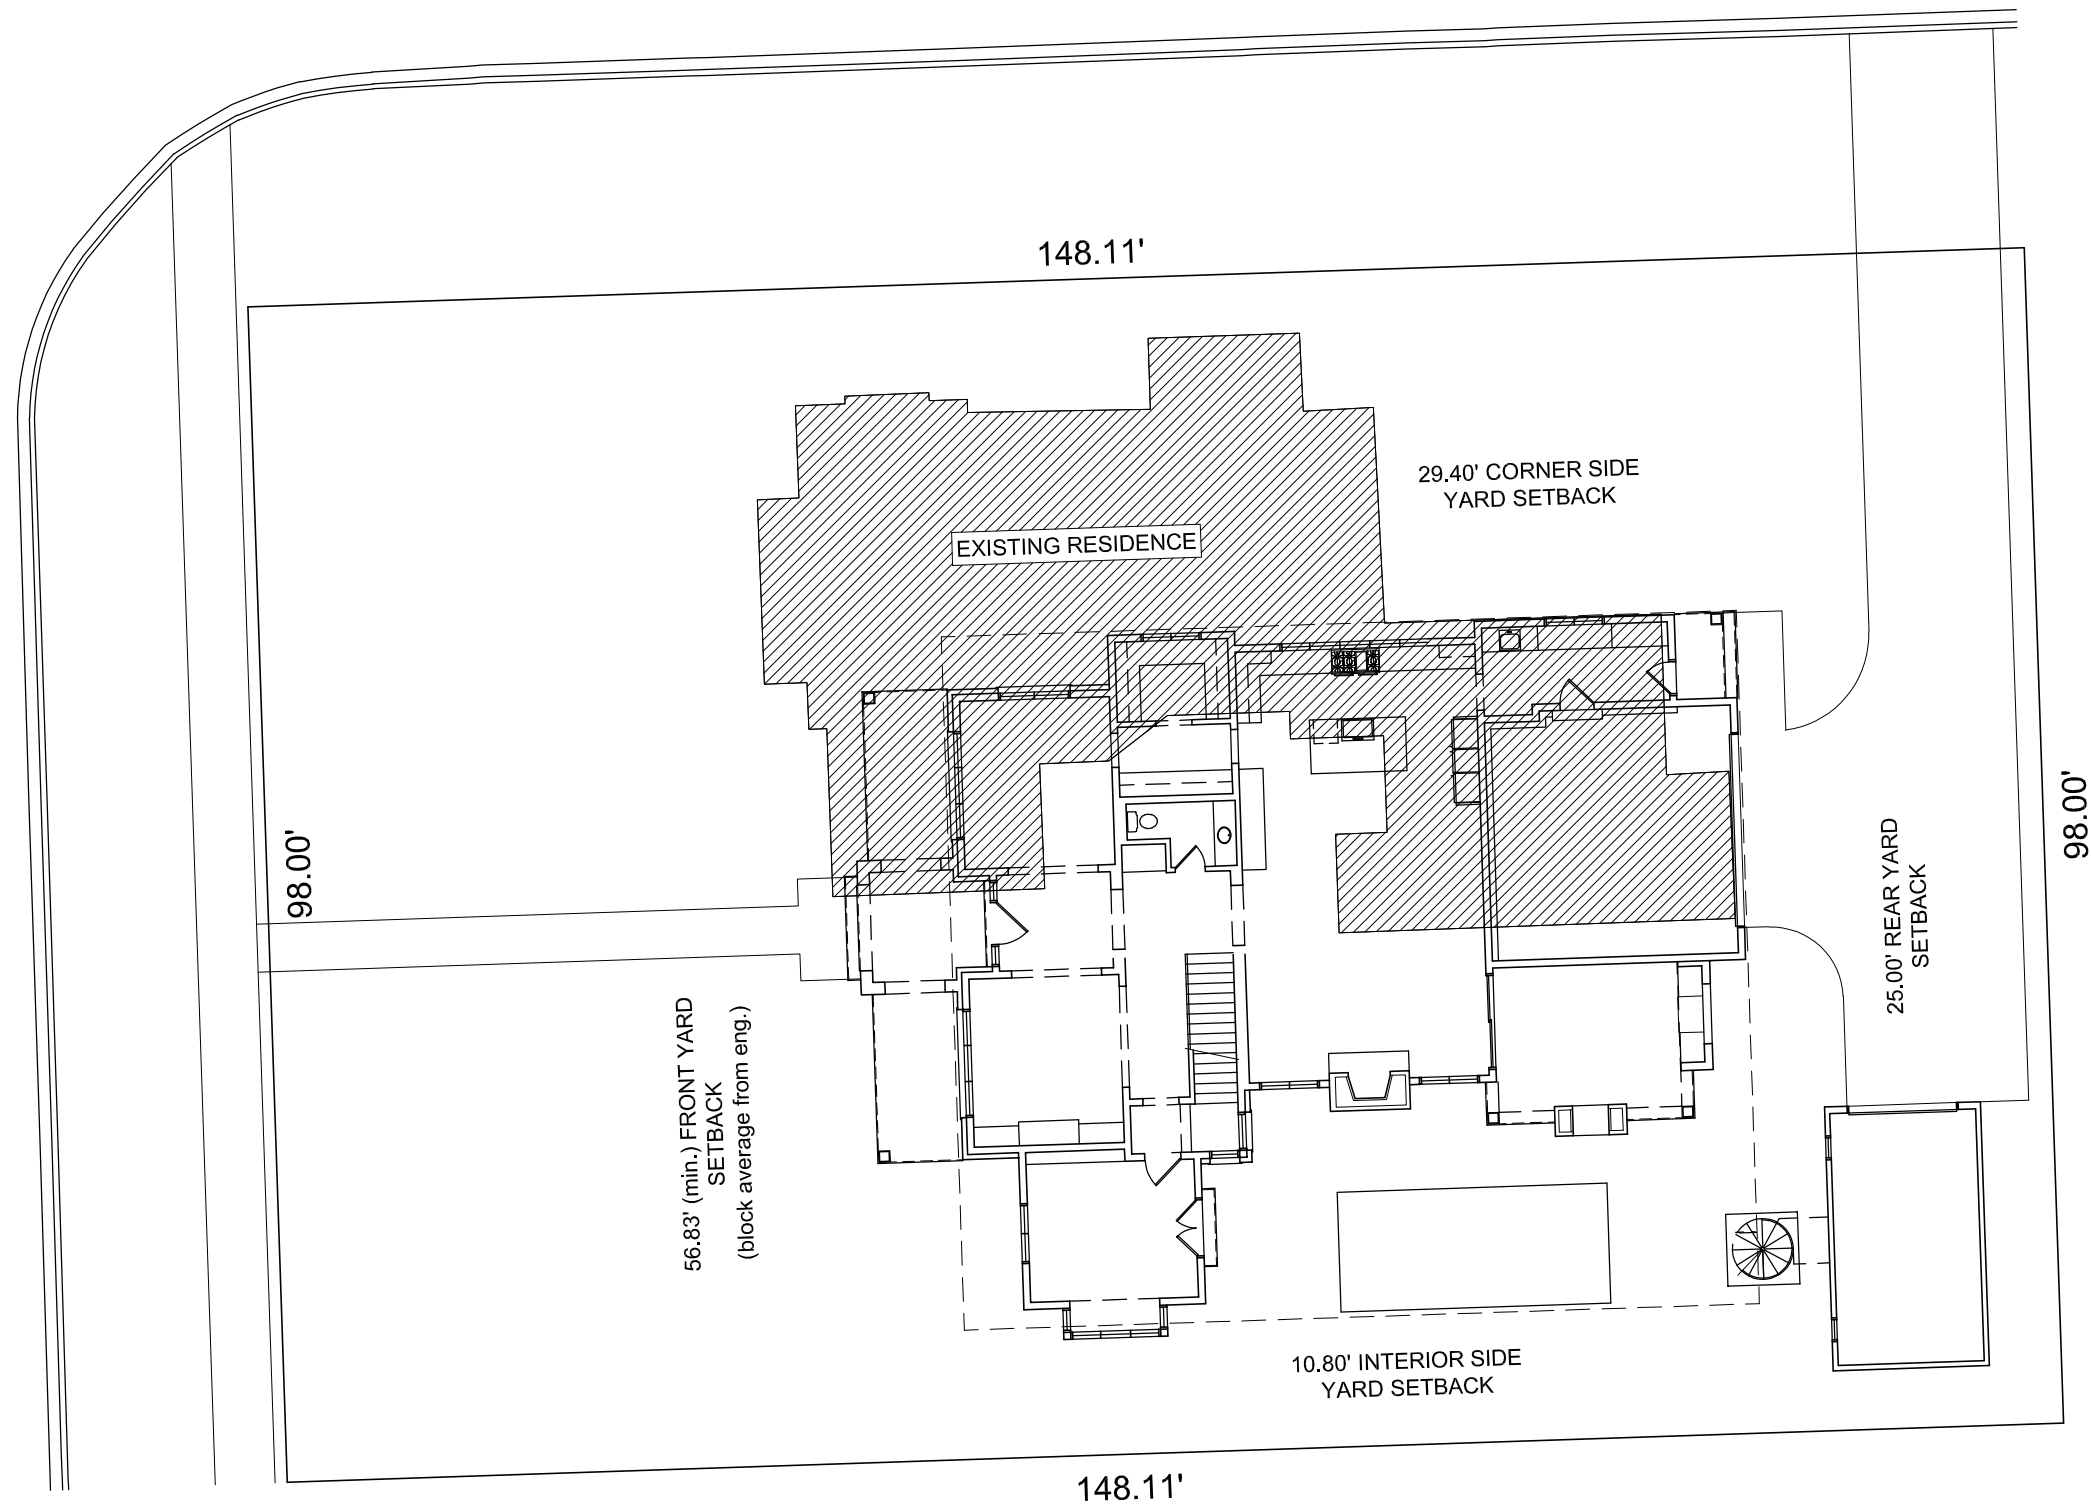 148.11'
29.40' CORNER SIDE
YARD SETBACK
EXISTING RESIDENCE
98.00'
98.00'
25.00' REAR YARD
SETBACK
56.83' (min.) FRONT YARD
SETBACK
(block average from eng.)
10.80' INTERIOR SIDE
YARD SETBACK
148.11'